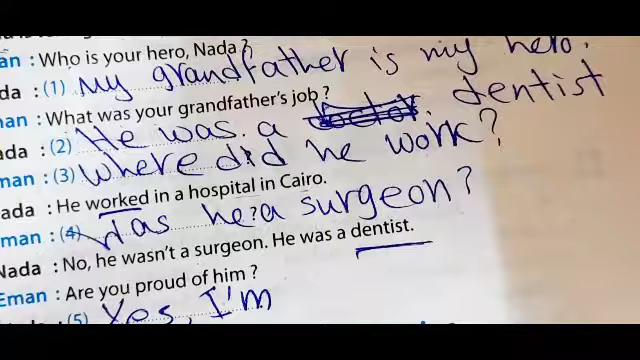 an : Who is your hero, Nada ?
da : (1) My grandfather is my hero.
man : What was your grandfather's job ?
ada : (2) He was a doctor. dentist
man : (3) Where did he work?
ada : He worked in a hospital in Cairo.
man : (4) Was he a surgeon?
Nada : No, he wasn't a surgeon. He was a dentist.
Eman : Are you proud of him ?
(5) Yes, I'm